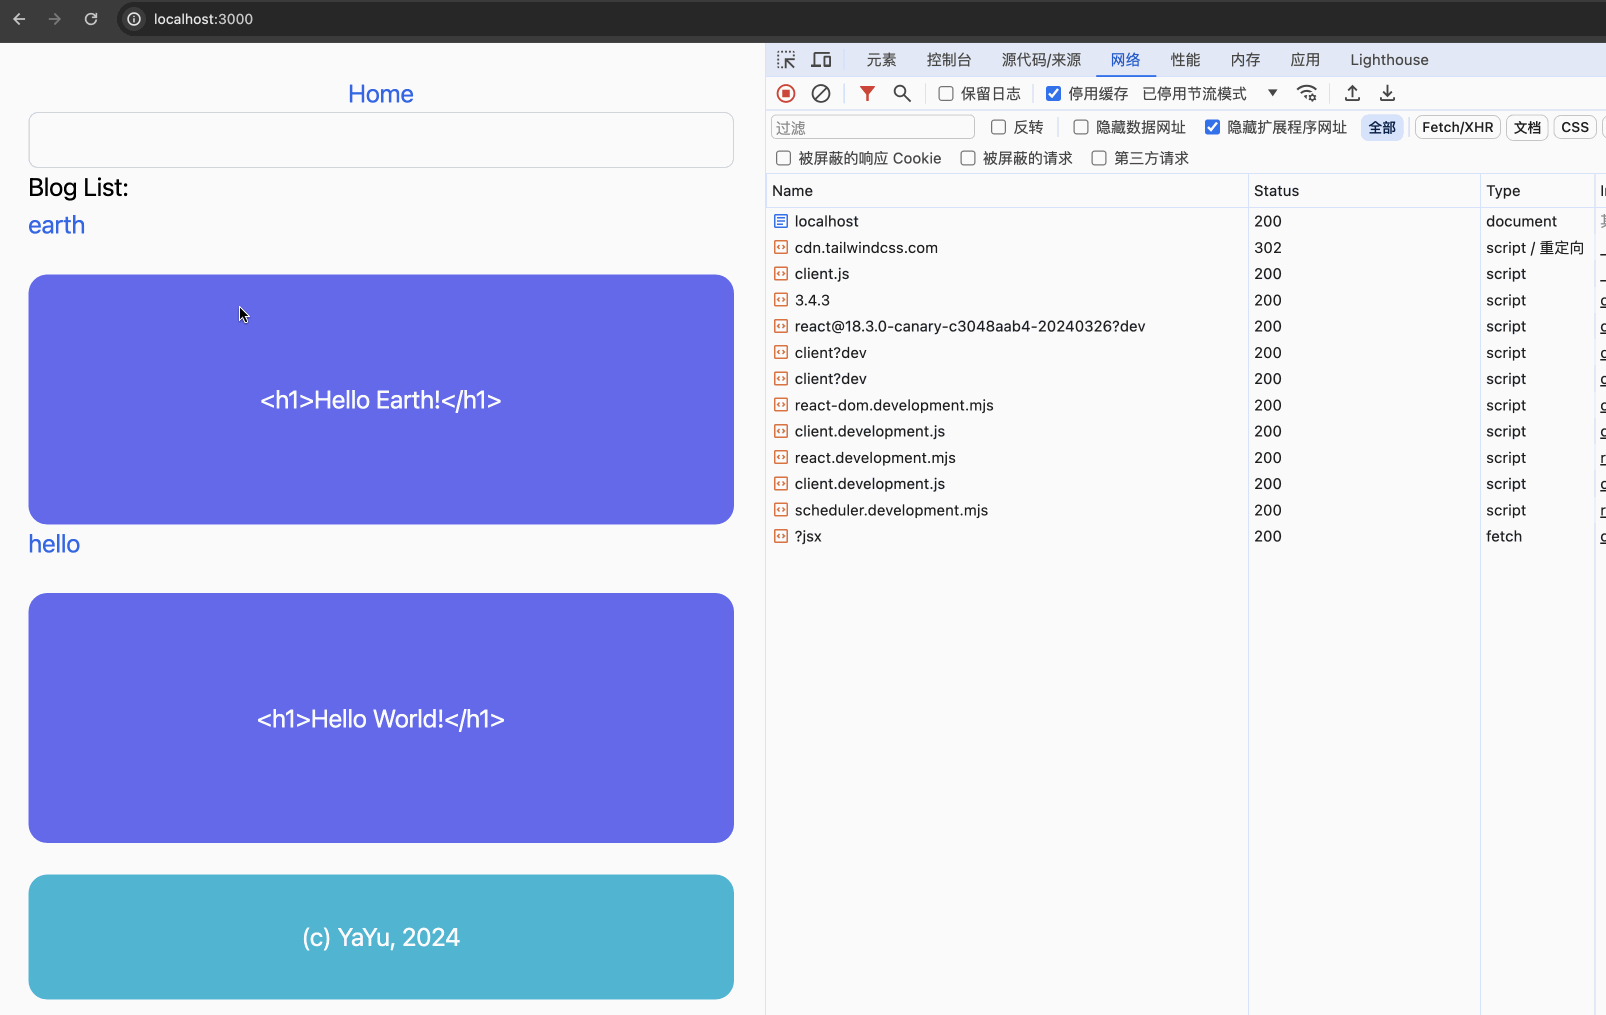 localhost:3000
Home
Blog List:
earth
<h1>Hello Earth!</h1>
hello
<h1>Hello World!</h1>
(c) YaYu, 2024
元素 控制台 源代码/来源 网络 性能 内存 应用 Lighthouse
保留日志 停用缓存 已停用节流模式
过滤 反转 隐藏数据网址 隐藏扩展程序网址 全部 Fetch/XHR 文档 CSS
被屏蔽的响应 Cookie 被屏蔽的请求 第三方请求
Name Status Type
localhost 200 document
cdn.tailwindcss.com 302 script / 重定向
client.js 200 script
3.4.3 200 script
react@18.3.0-canary-c3048aab4-20240326?dev 200 script
client?dev 200 script
client?dev 200 script
react-dom.development.mjs 200 script
client.development.js 200 script
react.development.mjs 200 script
client.development.js 200 script
scheduler.development.mjs 200 script
?jsx 200 fetch